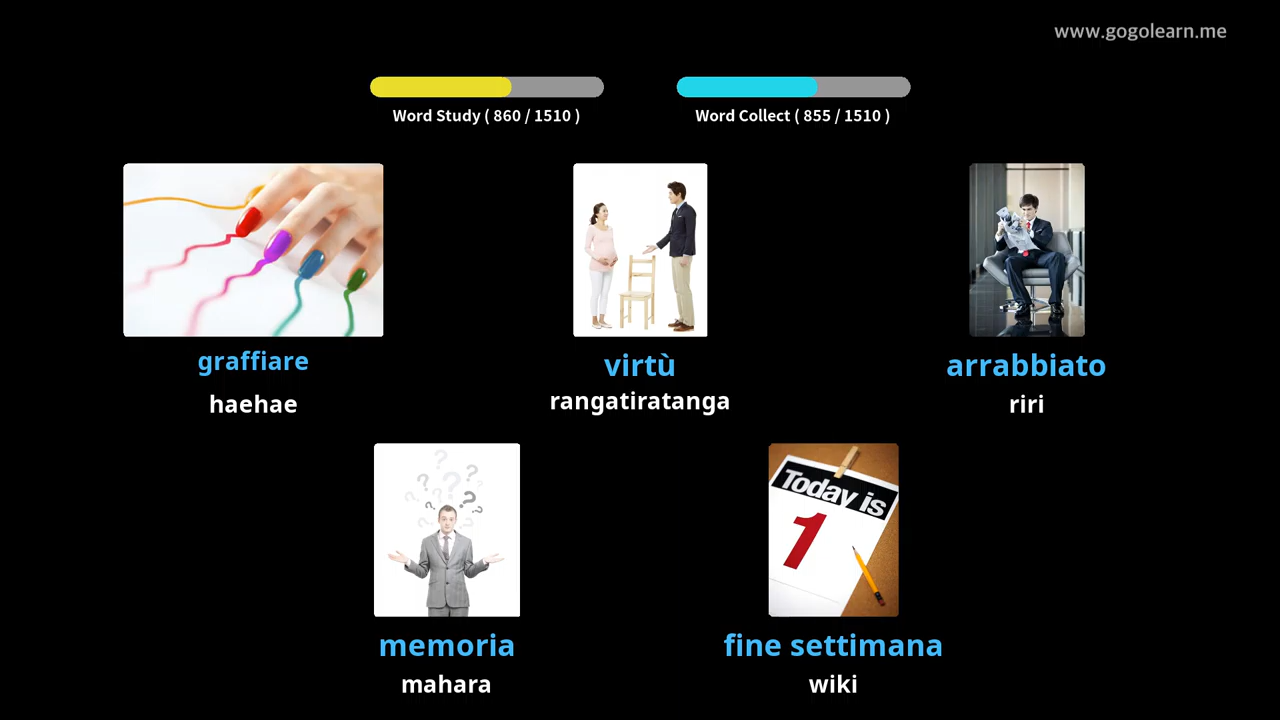 www.gogolearn.me
Word Study ( 860 / 1510 )
Word Collect ( 855 / 1510 )
graffiare
virtù
arrabbiato
haehae
rangatiratanga
riri
Today is
1
memoria
fine settimana
mahara
wiki